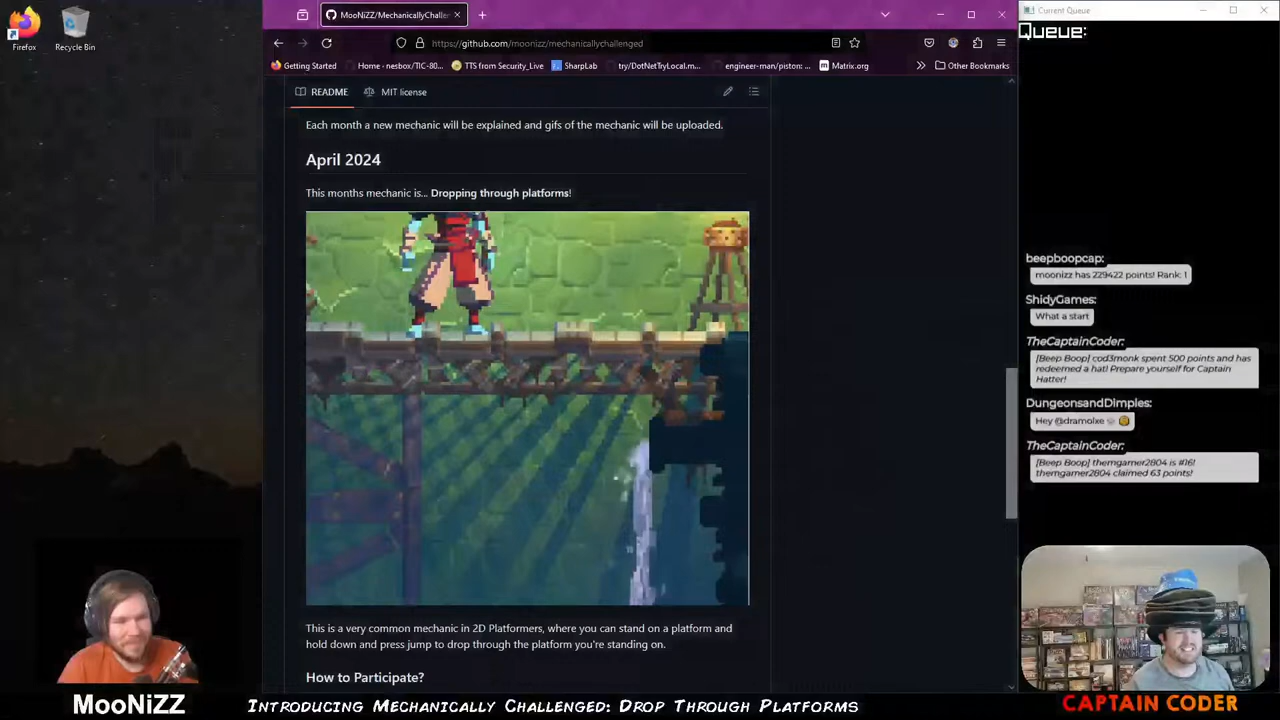 Firefox
Recycle Bin
MooNiZZ/MechanicallyChalle
https://github.com/moonizz/mechanicallychallenged
Getting Started
Home - nesbox/TIC-80...
TTS from Security_Live
SharpLab
try/DotNetTryLocal.m...
engineer-man/piston: ...
Matrix.org
Other Bookmarks
README
MIT license
Each month a new mechanic will be explained and gifs of the mechanic will be uploaded.
April 2024
This months mechanic is... Dropping through platforms!
This is a very common mechanic in 2D Platformers, where you can stand on a platform and
hold down and press jump to drop through the platform you're standing on.
How to Participate?
Current Queue
Queue:
beepboopcap:
moonizz has 229422 points! Rank: 1
ShidyGames:
What a start
TheCaptainCoder:
[Beep Boop] cod3monk spent 500 points and has
redeemed a hat! Prepare yourself for Captain
Hatter!
DungeonsandDimples:
Hey @dramolxe
TheCaptainCoder:
[Beep Boop] themgamer2804 is #16!
themgamer2804 claimed 63 points!
MooNiZZ
Introducing Mechanically Challenged: Drop Through Platforms
Captain Coder